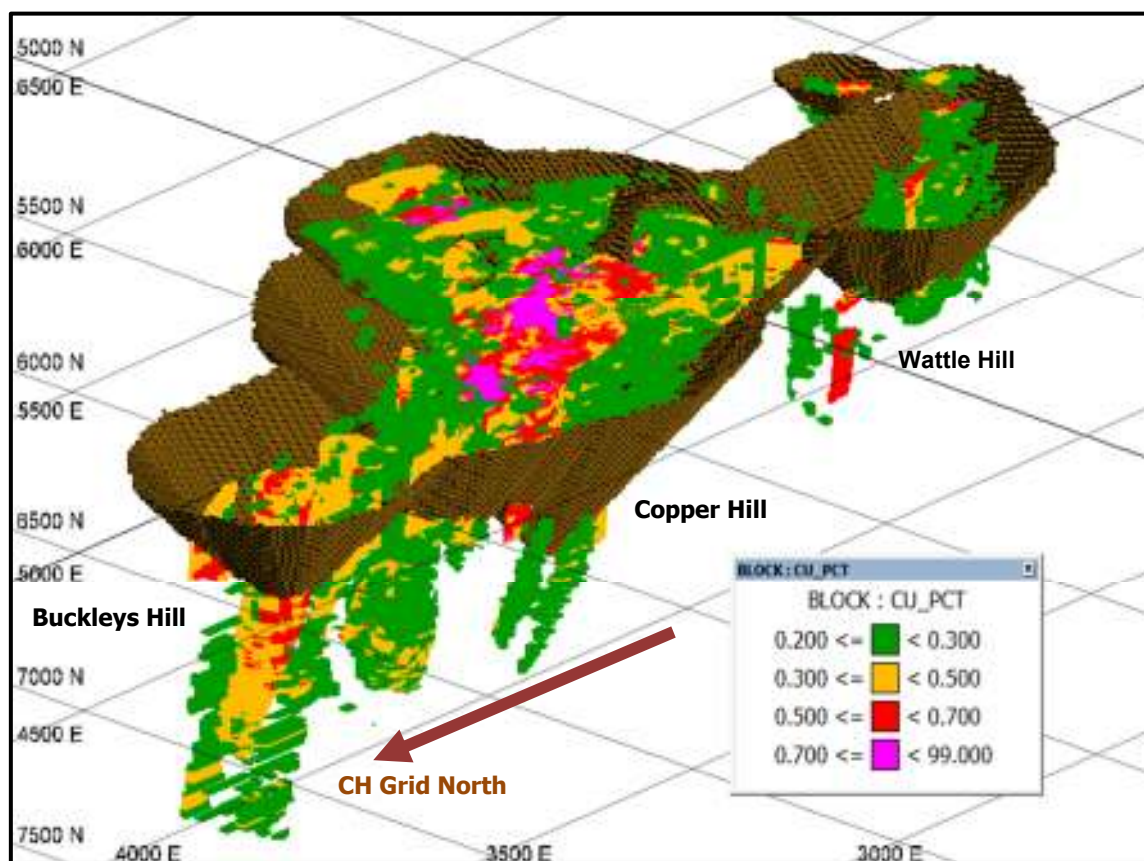 5000 N
6500 E
5500 N
6000 E
6000 N
5500 E
6500 N
5000 E
7000 N
4500 E
7500 N
4000 E
3500 E
3000 E
Wattle Hill
Copper Hill
Buckleys Hill
CH Grid North
BLOCK:CU_PCT
BLOCK : CU_PCT
0.200 <= < 0.300
0.300 <= < 0.500
0.500 <= < 0.700
0.700 <= < 99.000